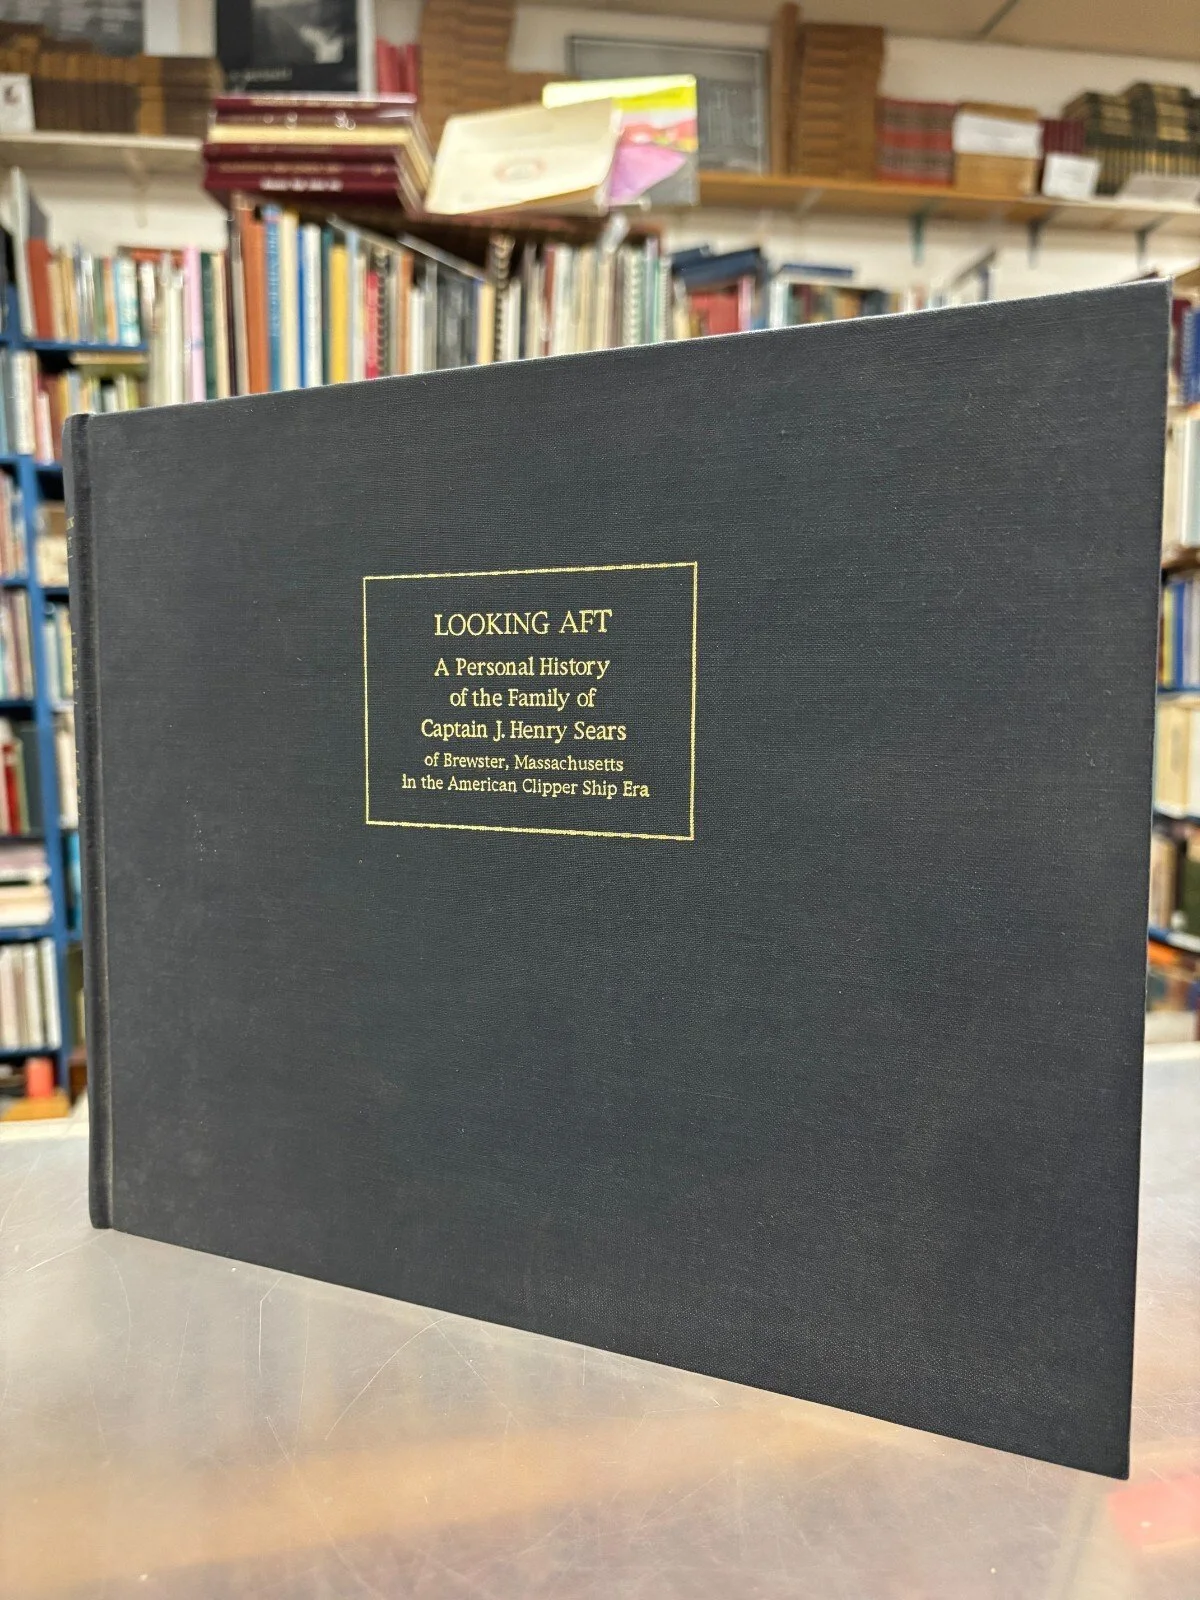 LOOKING AFT
A Personal History
of the Family of
Captain J. Henry Sears
of Brewster, Massachusetts
in the American Clipper Ship Era